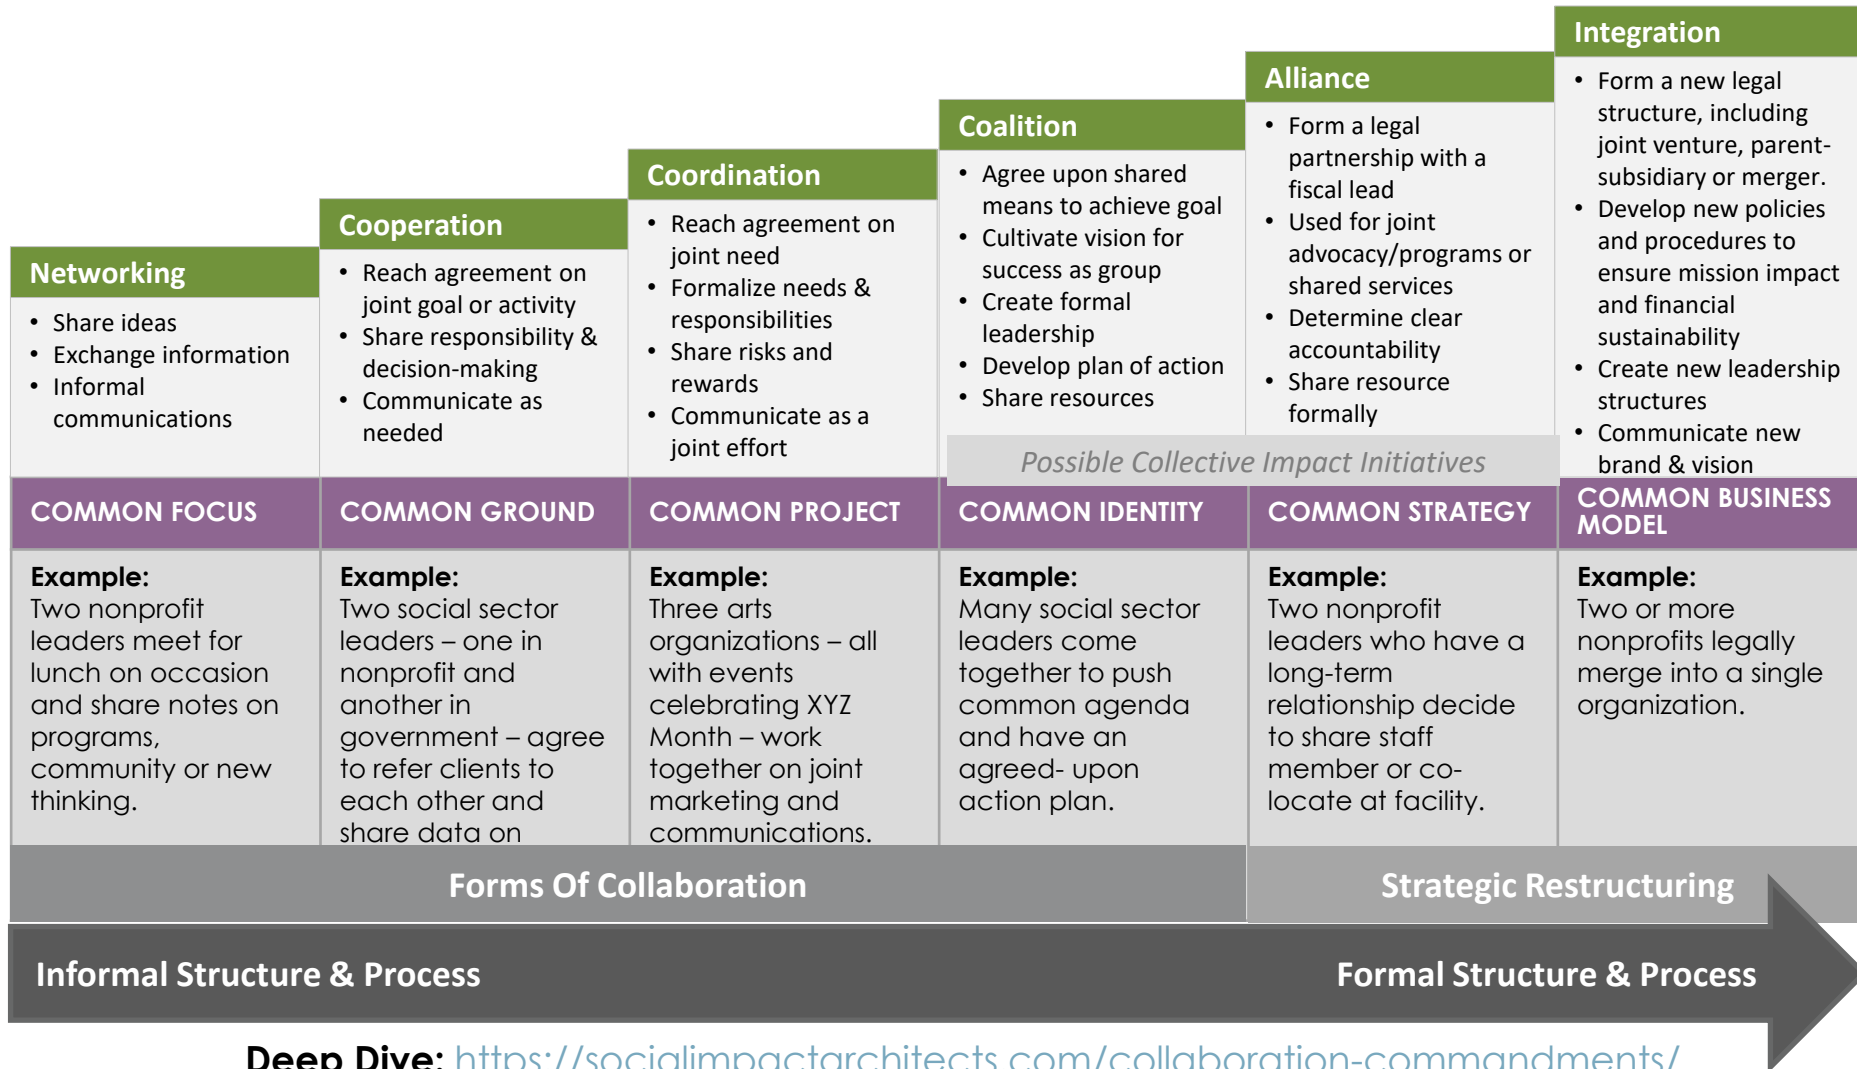 Networking
• Share ideas
• Exchange information
• Informal
communications
COMMON FOCUS
Example:
Two nonprofit
leaders meet for
lunch on occasion
and share notes on
programs,
community or new
thinking.
Cooperation
• Reach agreement on
joint goal or activity
• Share responsibility &
decision-making
• Communicate as
needed
COMMON GROUND
Example:
Two social sector
leaders – one in
nonprofit and
another in
government – agree
to refer clients to
each other and
share data on
Coordination
• Reach agreement on
joint need
• Formalize needs &
responsibilities
• Share risks and
rewards
• Communicate as a
joint effort
COMMON PROJECT
Example:
Three arts
organizations – all
with events
celebrating XYZ
Month – work
together on joint
marketing and
communications.
Coalition
• Agree upon shared
means to achieve goal
• Cultivate vision for
success as group
• Create formal
leadership
• Develop plan of action
• Share resources
COMMON IDENTITY
Example:
Many social sector
leaders come
together to push
common agenda
and have an
agreed- upon
action plan.
Alliance
• Form a legal
partnership with a
fiscal lead
• Used for joint
advocacy/programs or
shared services
• Determine clear
accountability
• Share resource
formally
Possible Collective Impact Initiatives
COMMON STRATEGY
Example:
Two nonprofit
leaders who have a
long-term
relationship decide
to share staff
member or co-
locate at facility.
Integration
• Form a new legal
structure, including
joint venture, parent-
subsidiary or merger.
• Develop new policies
and procedures to
ensure mission impact
and financial
sustainability
• Create new leadership
structures
• Communicate new
brand & vision
COMMON BUSINESS
MODEL
Example:
Two or more
nonprofits legally
merge into a single
organization.
Forms Of Collaboration
Strategic Restructuring
Informal Structure & Process
Formal Structure & Process
Deep Dive: https://socialimpactarchitects.com/collaboration-commandments/